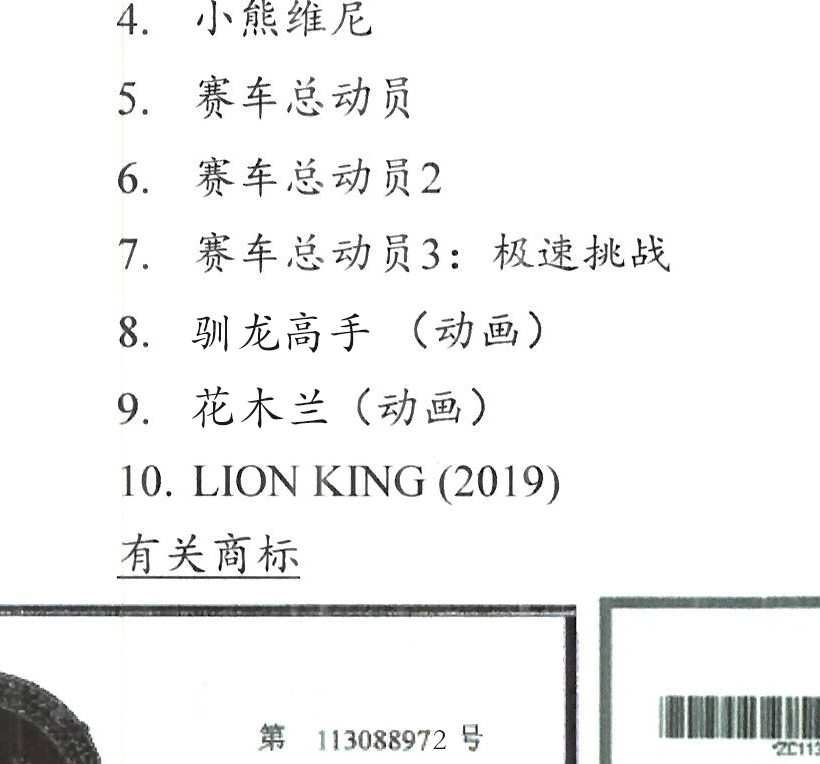 4. 小熊维尼
5. 赛车总动员
6. 赛车总动员2
7. 赛车总动员3：极速挑战
8. 驯龙高手 （动画）
9. 花木兰（动画）
10. LION KING (2019)
有关商标
第 113088972 号
ZC113